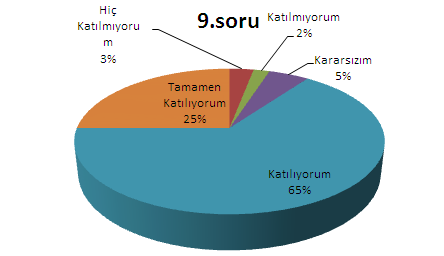 9.soru
Hiç
Katılmıyoru
m
3%
Katılmıyorum
2%
Kararsızım
5%
Tamamen
Katılıyorum
25%
Katılıyorum
65%